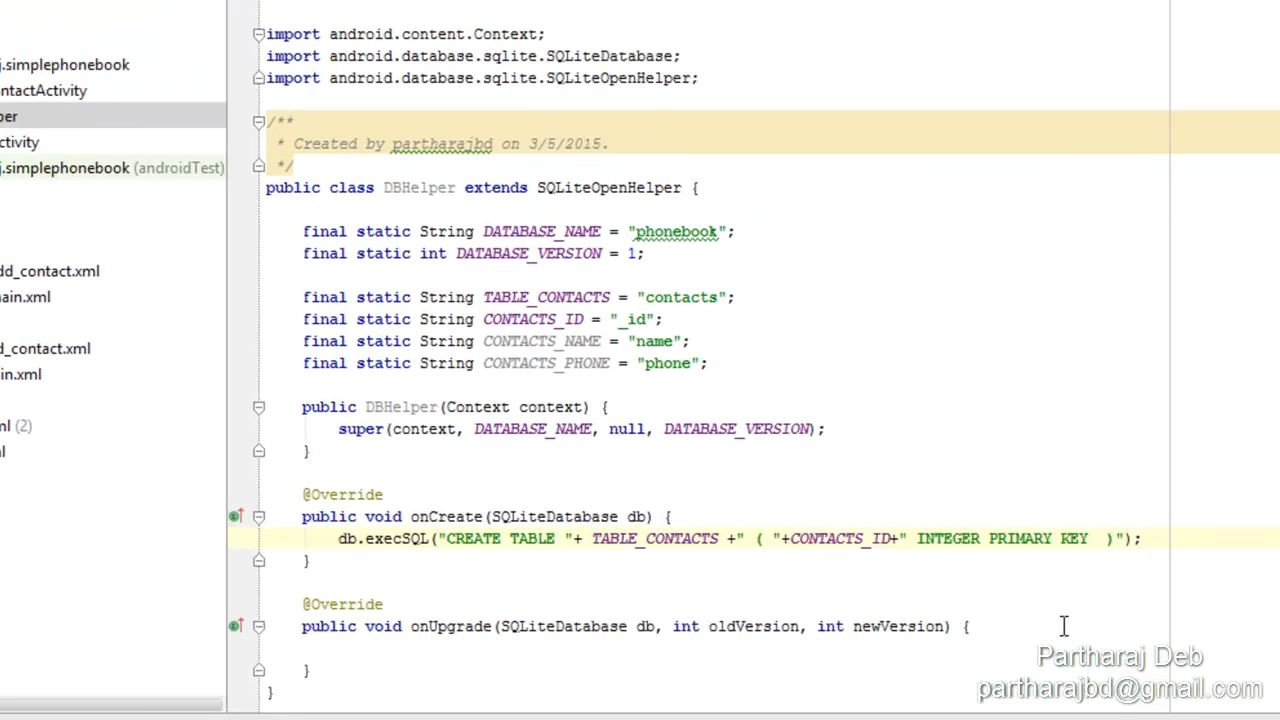 j.simplephonebook
ntactActivity
per
ctivity
j.simplephonebook (androidTest)
dd_contact.xml
nain.xml
d_contact.xml
in.xml
ml (2)
l
import android.content.Context;
import android.database.sqlite.SQLiteDatabase;
import android.database.sqlite.SQLiteOpenHelper;
/**
* Created by partharajbd on 3/5/2015.
*/
public class DBHelper extends SQLiteOpenHelper {
final static String DATABASE_NAME = "phonebook";
final static int DATABASE_VERSION = 1;
final static String TABLE_CONTACTS = "contacts";
final static String CONTACTS_ID = "_id";
final static String CONTACTS_NAME = "name";
final static String CONTACTS_PHONE = "phone";
public DBHelper(Context context) {
super(context, DATABASE_NAME, null, DATABASE_VERSION);
}
@Override
public void onCreate(SQLiteDatabase db) {
db.execSQL("CREATE TABLE "+ TABLE_CONTACTS +" ( "+CONTACTS_ID+" INTEGER PRIMARY KEY  )");
}
@Override
public void onUpgrade(SQLiteDatabase db, int oldVersion, int newVersion) {
}
}
Partharaj Deb
partharajbd@gmail.com